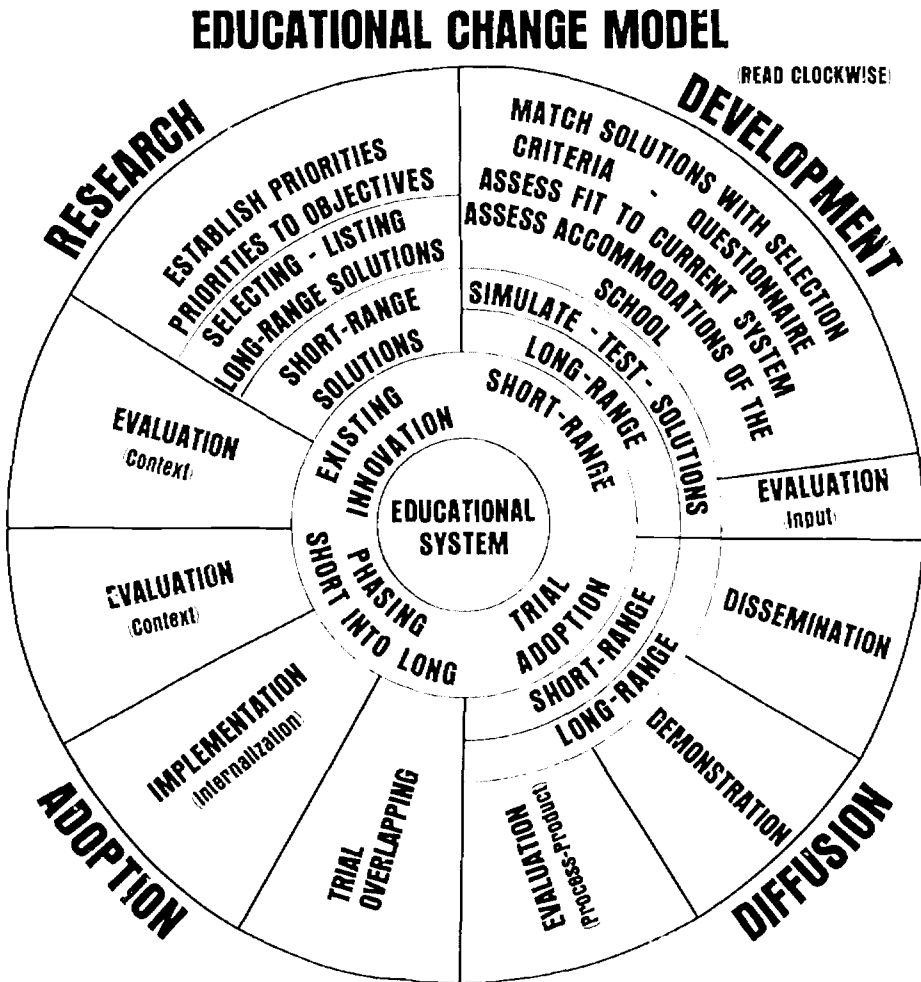 EDUCATIONAL CHANGE MODEL
(READ CLOCKWISE)
RESEARCH
EVALUATION
(Context)
ESTABLISH PRIORITIES
PRIORITIES TO OBJECTIVES
SELECTING - LISTING
LONG-RANGE SOLUTIONS
SHORT-RANGE
SOLUTIONS
EXISTING
INNOVATION
DEVELOPMENT
MATCH SOLUTIONS WITH SELECTION
CRITERIA - QUESTIONNAIRE
ASSESS FIT TO CURRENT SYSTEM
ASSESS ACCOMMODATIONS OF THE
SCHOOL
SIMULATE - TEST - SOLUTIONS
LONG-RANGE
SHORT-RANGE
EVALUATION
(Input)
DIFFUSION
DISSEMINATION
DEMONSTRATION
EVALUATION
(Process-Product)
TRIAL
ADOPTION
SHORT-RANGE
LONG-RANGE
ADOPTION
TRIAL
OVERLAPPING
IMPLEMENTATION
(Internalization)
EVALUATION
(Context)
PHASING
SHORT INTO LONG
EDUCATIONAL
SYSTEM